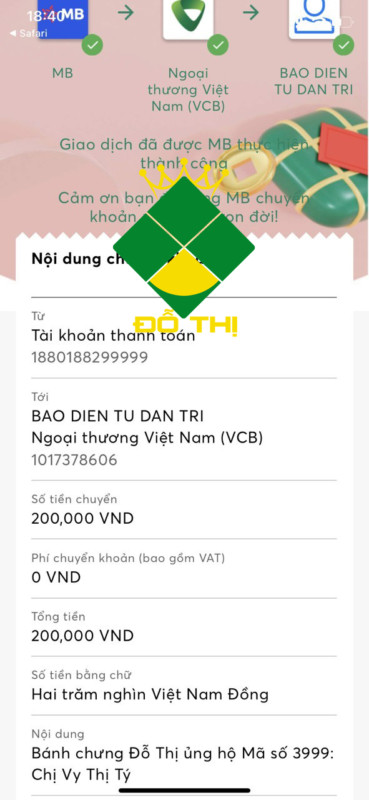 18:40
Safari
MB
MB
Ngoại
thương Việt
Nam (VCB)
BAO DIEN
TU DAN TRI
Giao dịch đã được MB thực hiện
thành công
Cảm ơn bạn MB chuyển
khoản đời!
Nội dung
ĐỖ THỊ
Từ
Tài khoản thanh toán
1880188299999
Tới
BAO DIEN TU DAN TRI
Ngoại thương Việt Nam (VCB)
1017378606
Số tiền chuyển
200,000 VND
Phí chuyển khoản (bao gồm VAT)
0 VND
Tổng tiền
200,000 VND
Số tiền bằng chữ
Hai trăm nghìn Việt Nam Đồng
Nội dung
Bánh chưng Đỗ Thị ủng hộ Mã số 3999:
Chị Vy Thị Tý